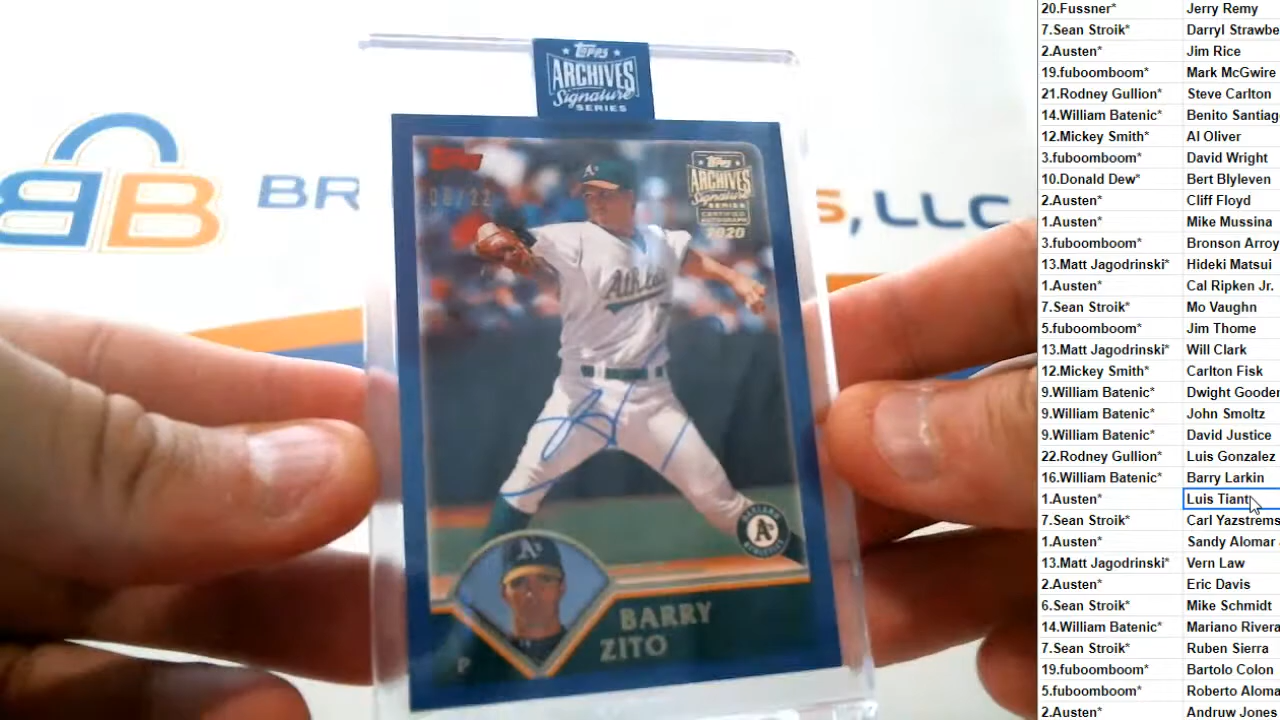 Topps
ARCHIVES
Signature
SERIES
Topps
08/22
A's
Topps
ARCHIVES
Signature
SERIES
CERTIFIED
AUTOGRAPH
2020
BB
BR
S, LLC
A's
A's
BARRY
ZITO
P
20.Fussner* Jerry Remy
7.Sean Stroik* Darryl Strawbe
2.Austen* Jim Rice
19.fuboomboom* Mark McGwire
21.Rodney Gullion* Steve Carlton
14.William Batenic* Benito Santiag
12.Mickey Smith* Al Oliver
3.fuboomboom* David Wright
10.Donald Dew* Bert Blyleven
2.Austen* Cliff Floyd
1.Austen* Mike Mussina
3.fuboomboom* Bronson Arroy
13.Matt Jagodrinski* Hideki Matsui
1.Austen* Cal Ripken Jr.
7.Sean Stroik* Mo Vaughn
5.fuboomboom* Jim Thome
13.Matt Jagodrinski* Will Clark
12.Mickey Smith* Carlton Fisk
9.William Batenic* Dwight Gooden
9.William Batenic* John Smoltz
9.William Batenic* David Justice
22.Rodney Gullion* Luis Gonzalez
16.William Batenic* Barry Larkin
1.Austen* Luis Tiant
7.Sean Stroik* Carl Yazstrems
1.Austen* Sandy Alomar
13.Matt Jagodrinski* Vern Law
2.Austen* Eric Davis
6.Sean Stroik* Mike Schmidt
14.William Batenic* Mariano Rivera
7.Sean Stroik* Ruben Sierra
19.fuboomboom* Bartolo Colon
5.fuboomboom* Roberto Aloma
2.Austen* Andruw Jones